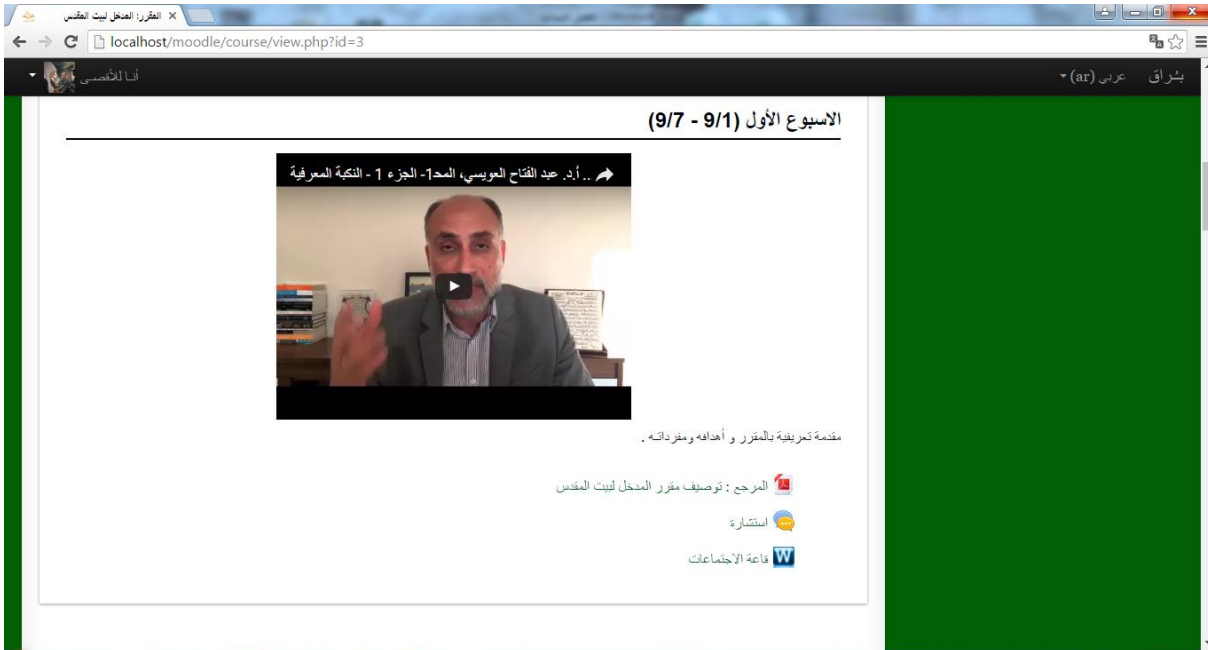 المقرر: المدخل لبيت المقدس
localhost/moodle/course/view.php?id=3
بُراق عربي (ar)
أنا للأقصى
الاسبوع الأول (9/1 - 9/7)
أ.د. عبد الفتاح العويسي، المحـ1- الجزء 1 - النكبة المعرفية ..
مقدمة تعريفية بالمقرر و أهدافه ومفرداته .
المرجع : توصيف مقرر المدخل لبيت المقدس
استشارة
W قاعة الاجتماعات